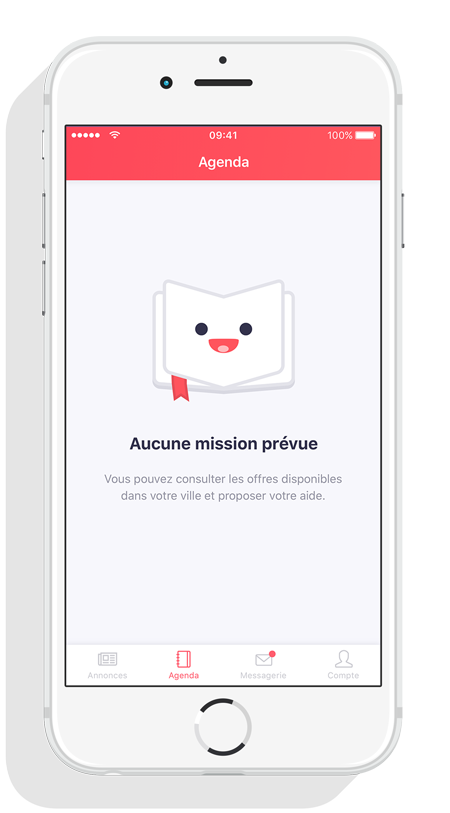 09:41
100%
Agenda
Aucune mission prévue
Vous pouvez consulter les offres disponibles
dans votre ville et proposer votre aide.
Annonces Agenda Messagerie Compte